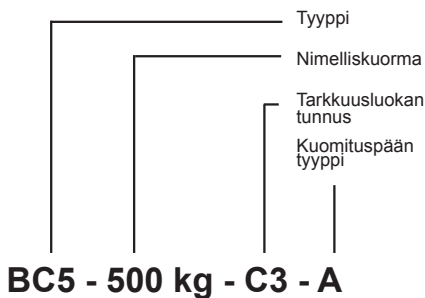 Tyyppi
Nimelliskuorma
Tarkkuusluokan
tunnus
Kuomituspään
tyyppi
BC5 - 500 kg - C3 - A